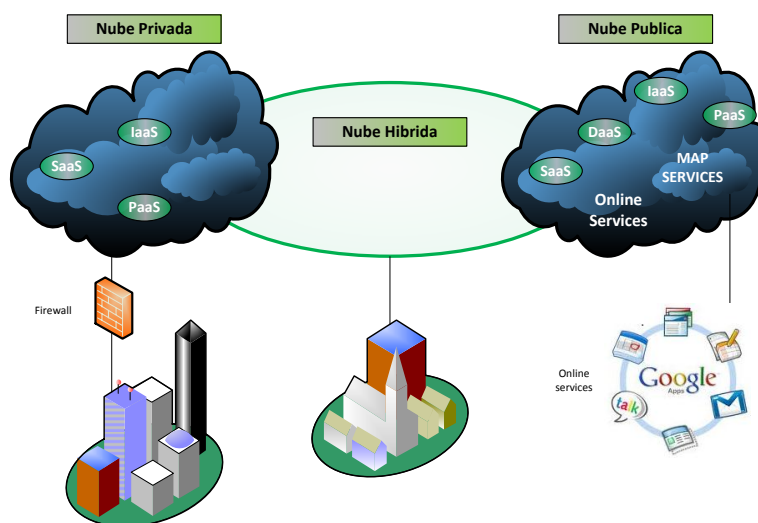 Nube Privada
Nube Publica
Nube Hibrida
IaaS
SaaS
PaaS
IaaS
PaaS
DaaS
SaaS
MAP
SERVICES
Online
Services
Firewall
Online
services
Google
Apps
talk